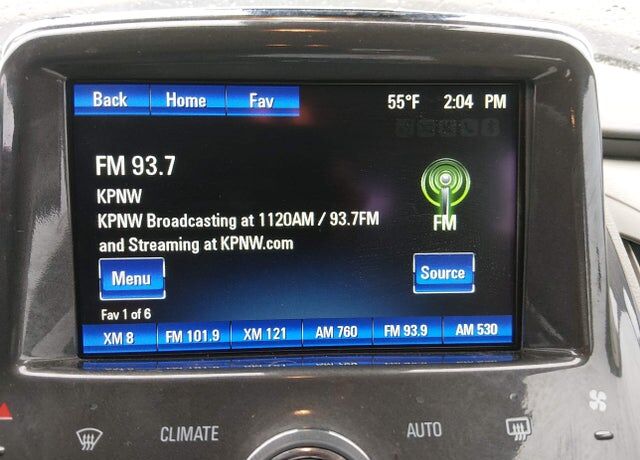 Back Home Fav 55°F 2:04 PM
FM 93.7
KPNW
KPNW Broadcasting at 1120AM / 93.7FM
and Streaming at KPNW.com
FM
Menu
Source
Fav 1 of 6
XM 8 FM 101.9 XM 121 AM 760 FM 93.9 AM 530
CLIMATE AUTO